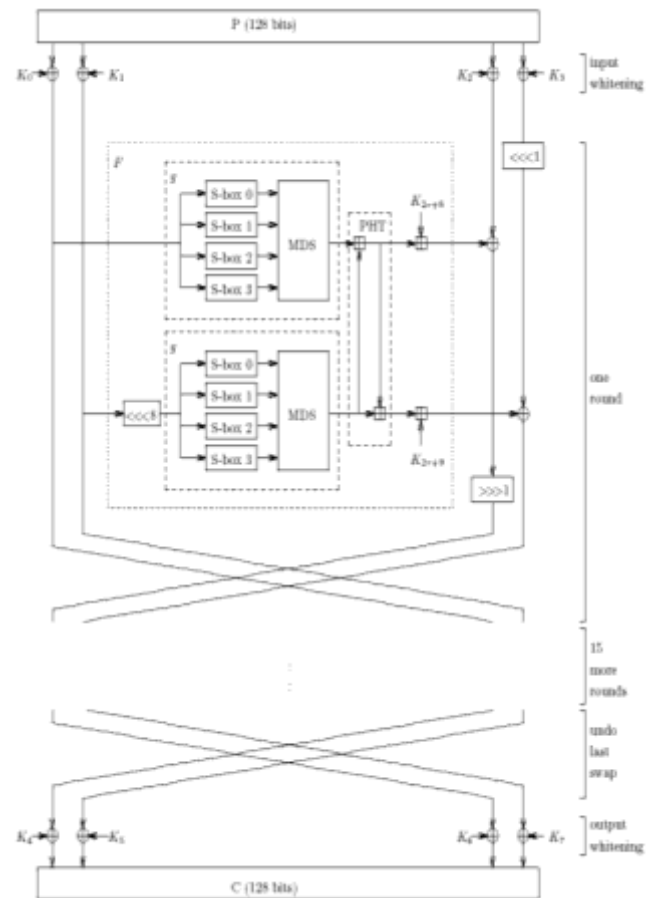 P (128 bits)
K0 K1 K2 K3
input
whitening
<<<1
F
g
S-box 0
S-box 1
S-box 2
S-box 3
MDS
PHT
K2r+8
one
round
g
<<<8
S-box 0
S-box 1
S-box 2
S-box 3
MDS
K2r+9
>>>1
15
more
rounds
undo
last
swap
K4 K5 K6 K7
output
whitening
C (128 bits)